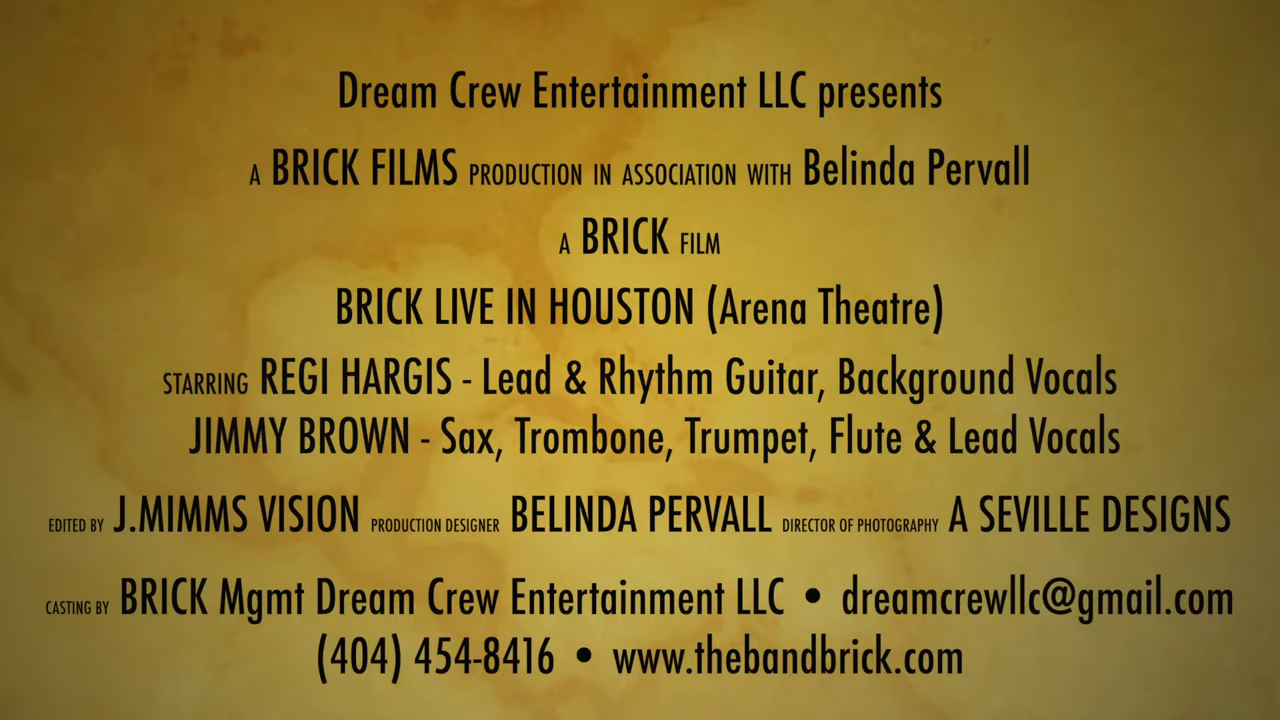 Dream Crew Entertainment LLC presents
A BRICK FILMS PRODUCTION IN ASSOCIATION WITH Belinda Pervall
A BRICK FILM
BRICK LIVE IN HOUSTON (Arena Theatre)
STARRING REGI HARGIS - Lead & Rhythm Guitar, Background Vocals
JIMMY BROWN - Sax, Trombone, Trumpet, Flute & Lead Vocals
EDITED BY J.MIMMS VISION PRODUCTION DESIGNER BELINDA PERVALL DIRECTOR OF PHOTOGRAPHY A SEVILLE DESIGNS
CASTING BY BRICK Mgmt Dream Crew Entertainment LLC • dreamcrewllc@gmail.com
(404) 454-8416 • www.thebandbrick.com